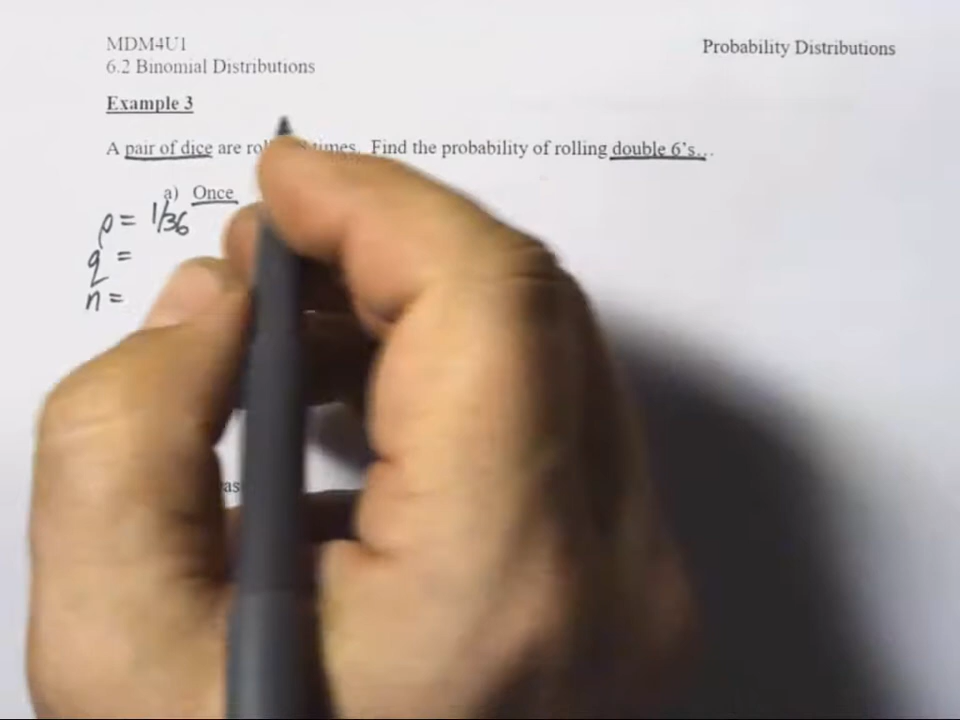 MDM4U1
Probability Distributions
6.2 Binomial Distributions
Example 3
A pair of dice are times. Find the probability of rolling double 6's…
a) Once
p = 1/36
q =
n =